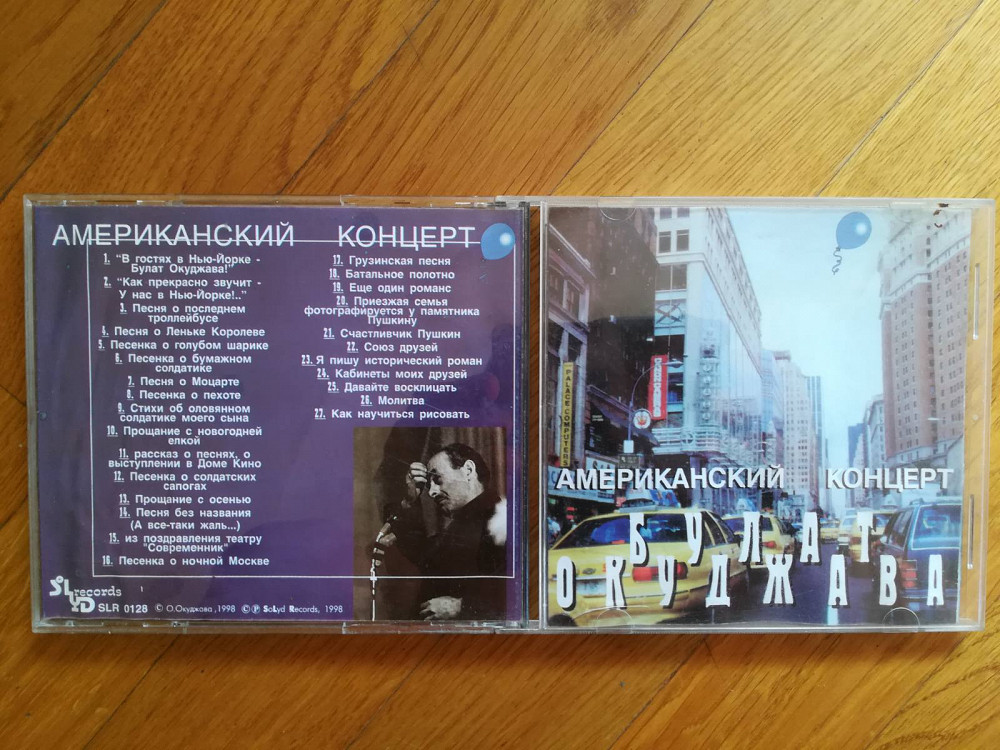 АМЕРИКАНСКИЙ КОНЦЕРТ
1. "В гостях в Нью-Йорке -
Булат Окуджава!"
2. "Как прекрасно звучит -
У нас в Нью-Йорке!.."
3. Песня о последнем
троллейбусе
4. Песня о Леньке Королеве
5. Песенка о голубом шарике
6. Песенка о бумажном
солдатике
7. Песня о Моцарте
8. Песенка о пехоте
9. Стихи об оловянном
солдатике моего сына
10. Прощание с новогодней
елкой
11. рассказ о песнях, о
выступлении в Доме Кино
12. Песенка о солдатских
сапогах
13. Прощание с осенью
14. Песня без названия
(А все-таки жаль...)
15. из поздравления театру
"Современник"
16. Песенка о ночной Москве
17. Грузинская песня
18. Батальное полотно
19. Еще один романс
20. Приезжая семья
фотографируется у памятника
Пушкину
21. Счастливчик Пушкин
22. Союз друзей
23. Я пишу исторический роман
24. Кабинеты моих друзей
25. Давайте восклицать
26. Молитва
27. Как научиться рисовать
SoLyD records
SLR 0128 © О.Окуджава, 1998 © ℗ SoLyd Records, 1998
PALACE COMPUTERS
АМЕРИКАНСКИЙ КОНЦЕРТ
БУЛАТ
ОКУДЖАВА